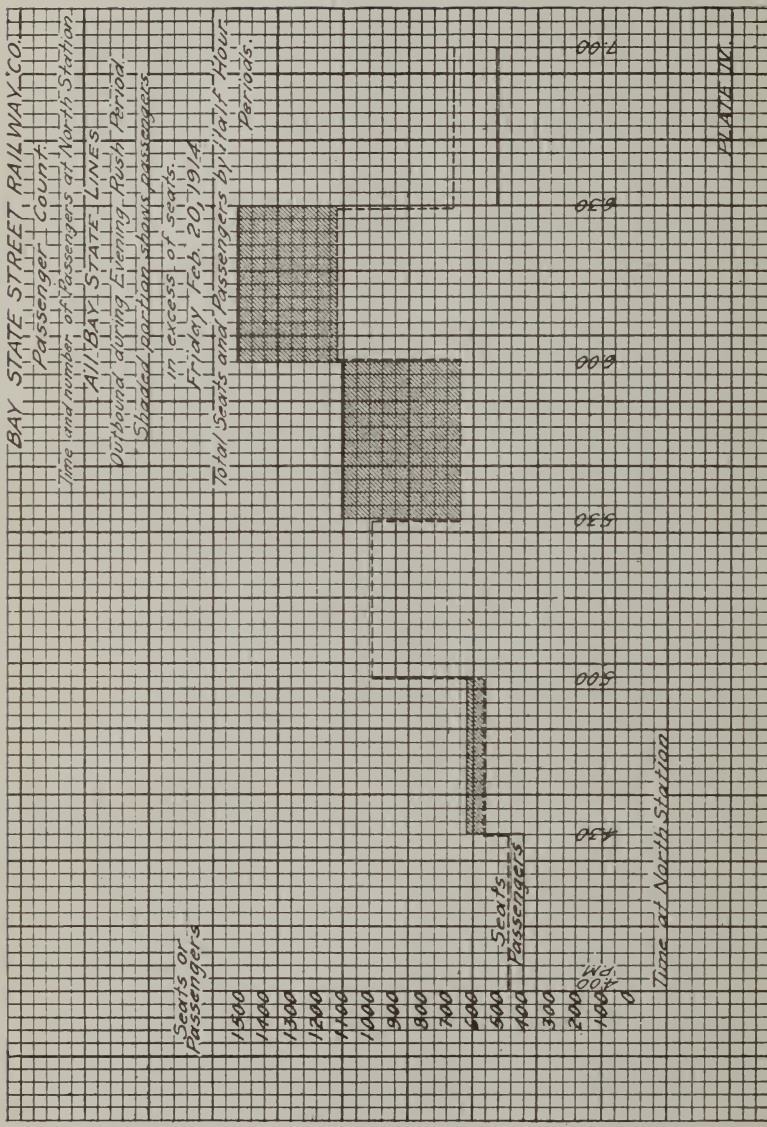 BAY STATE STREET RAILWAY CO.
Passenger Count.
Time and number of Passengers at North Station.
All BAY STATE LINES
Outbound during Evening Rush Period.
Shaded portion shows passengers
in excess of seats.
Friday Feb. 20, 1914
Total Seats and Passengers by Half Hour
Periods.
Seats or
Passengers
1500
1400
1300
1200
1100
1000
900
800
700
600
500
400
300
200
100
0
Seats
Passengers
4.00
P.M.
4.30
5.00
5.30
6.00
6.30
7.00
Time at North Station
PLATE IV.